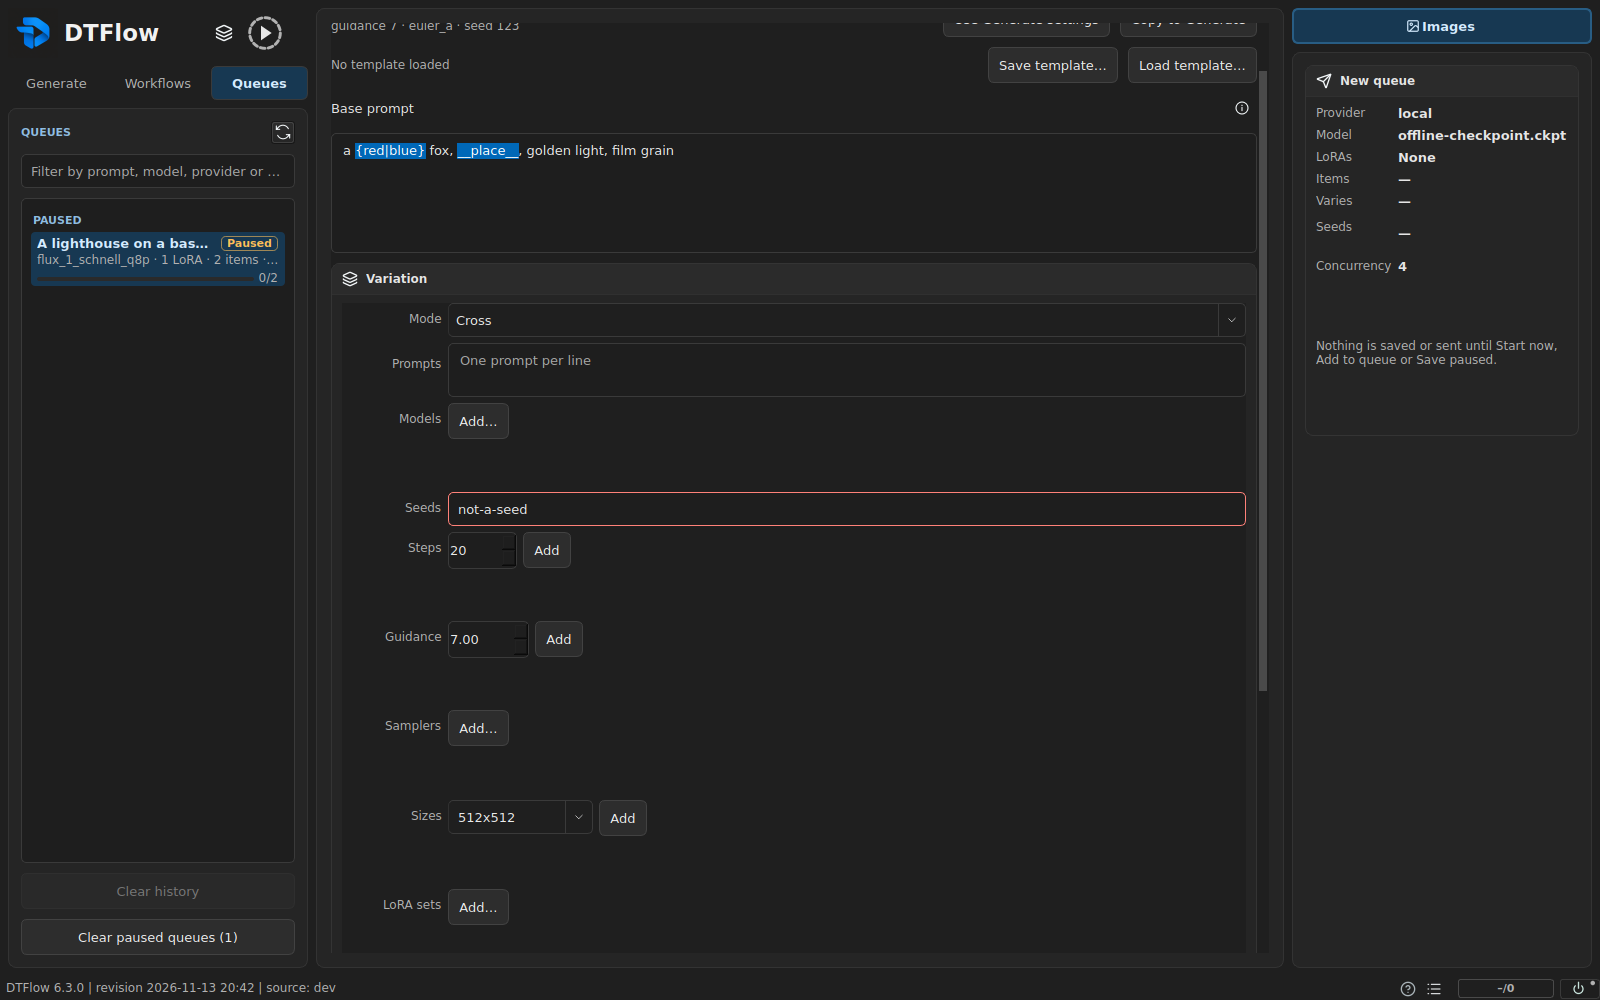 DTFlow
Generate
Workflows
Queues
QUEUES
Filter by prompt, model, provider or ...
PAUSED
A lighthouse on a bas...
Paused
flux_1_schnell_q8p · 1 LoRA · 2 items ·...
0/2
Clear history
Clear paused queues (1)
guidance 7 · euler_a · seed 123
Use Generate settings
Copy to Generate
No template loaded
Save template...
Load template...
Base prompt
a {red|blue} fox, __place__, golden light, film grain
Variation
Mode
Cross
Prompts
One prompt per line
Models
Add...
Seeds
not-a-seed
Steps
20
Add
Guidance
7.00
Add
Samplers
Add...
Sizes
512x512
Add
LoRA sets
Add...
Images
New queue
Provider local
Model offline-checkpoint.ckpt
LoRAs None
Items —
Varies —
Seeds —
Concurrency 4
Nothing is saved or sent until Start now,
Add to queue or Save paused.
DTFlow 6.3.0 | revision 2026-11-13 20:42 | source: dev
-/0